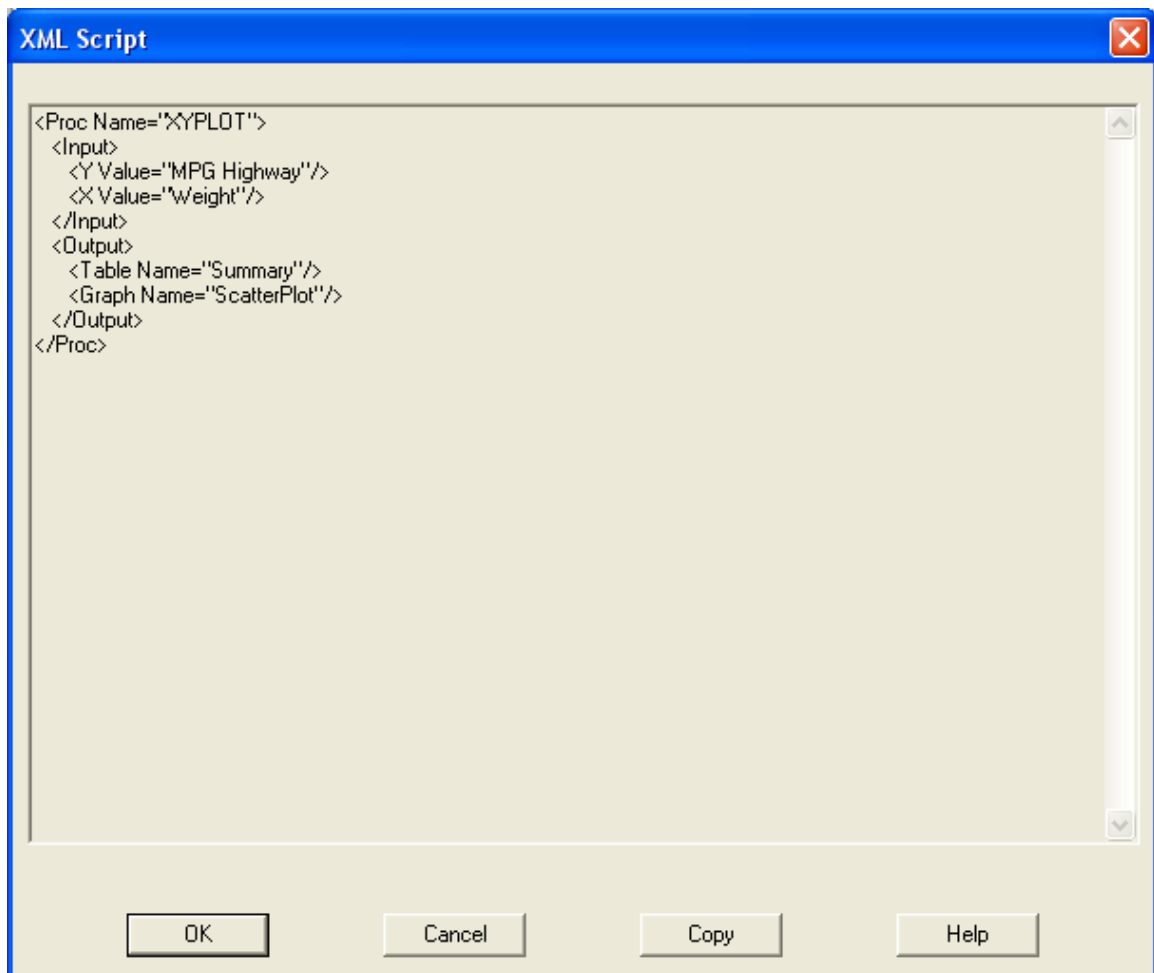 XML Script
<Proc Name="XYPLOT">
<Input>
<Y Value="MPG Highway"/>
<X Value="Weight"/>
</Input>
<Output>
<Table Name="Summary"/>
<Graph Name="ScatterPlot"/>
</Output>
</Proc>
OK Cancel Copy Help